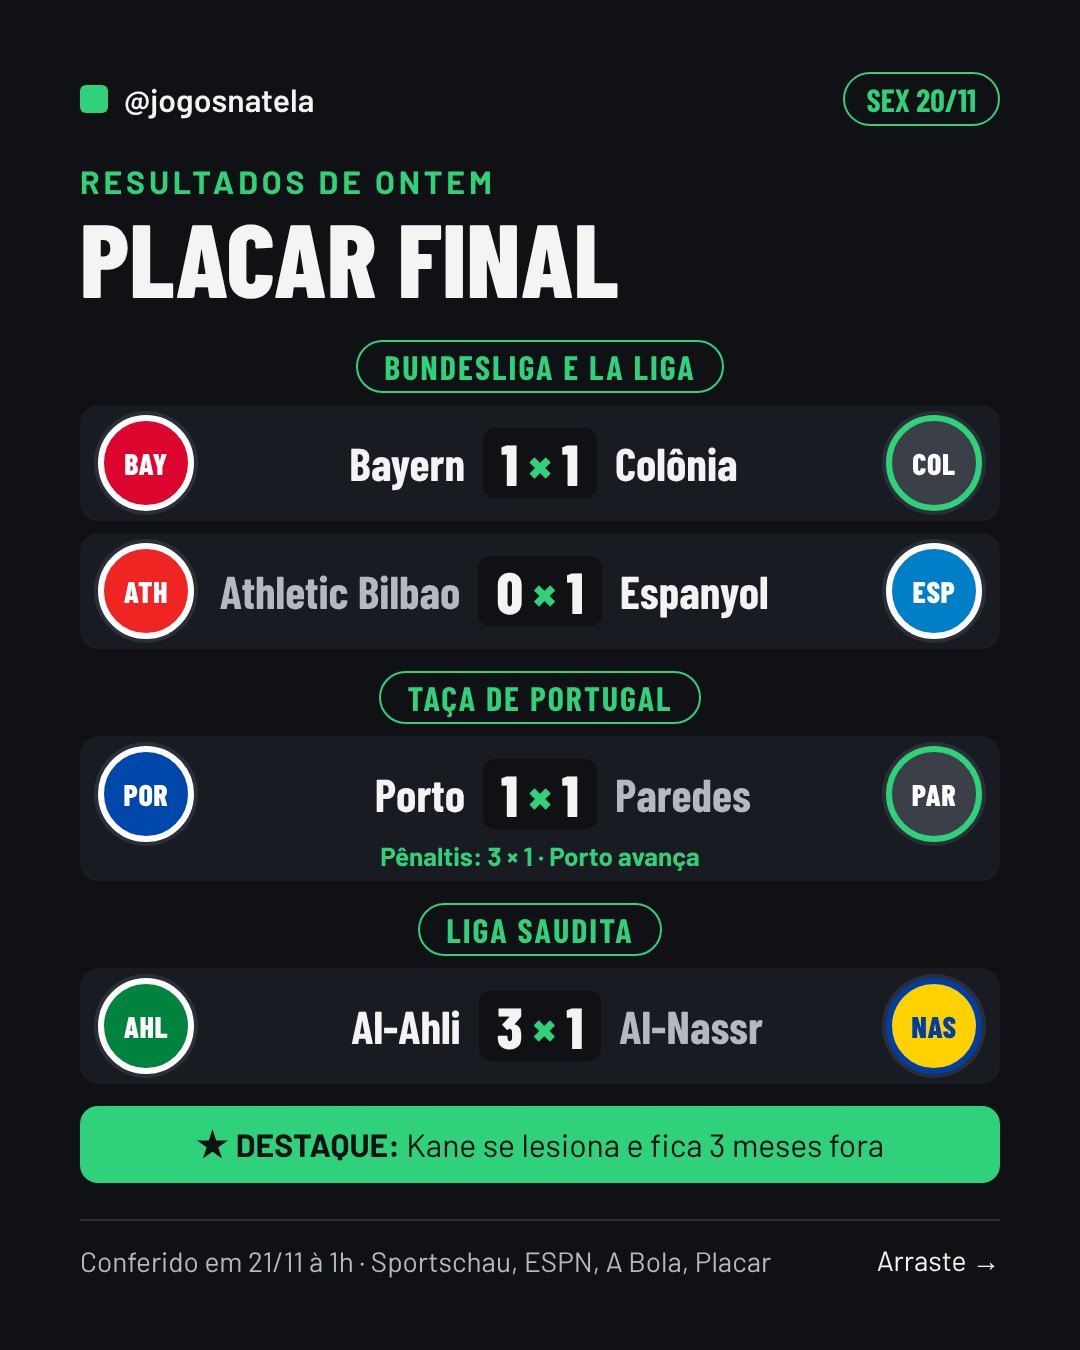 @jogosnatela
SEX 20/11
RESULTADOS DE ONTEM
PLACAR FINAL
BUNDESLIGA E LA LIGA
BAY Bayern 1 × 1 Colônia COL
ATH Athletic Bilbao 0 × 1 Espanyol ESP
TAÇA DE PORTUGAL
POR Porto 1 × 1 Paredes PAR
Pênaltis: 3 × 1 · Porto avança
LIGA SAUDITA
AHL Al-Ahli 3 × 1 Al-Nassr NAS
★ DESTAQUE: Kane se lesiona e fica 3 meses fora
Conferido em 21/11 à 1h · Sportschau, ESPN, A Bola, Placar
Arraste →